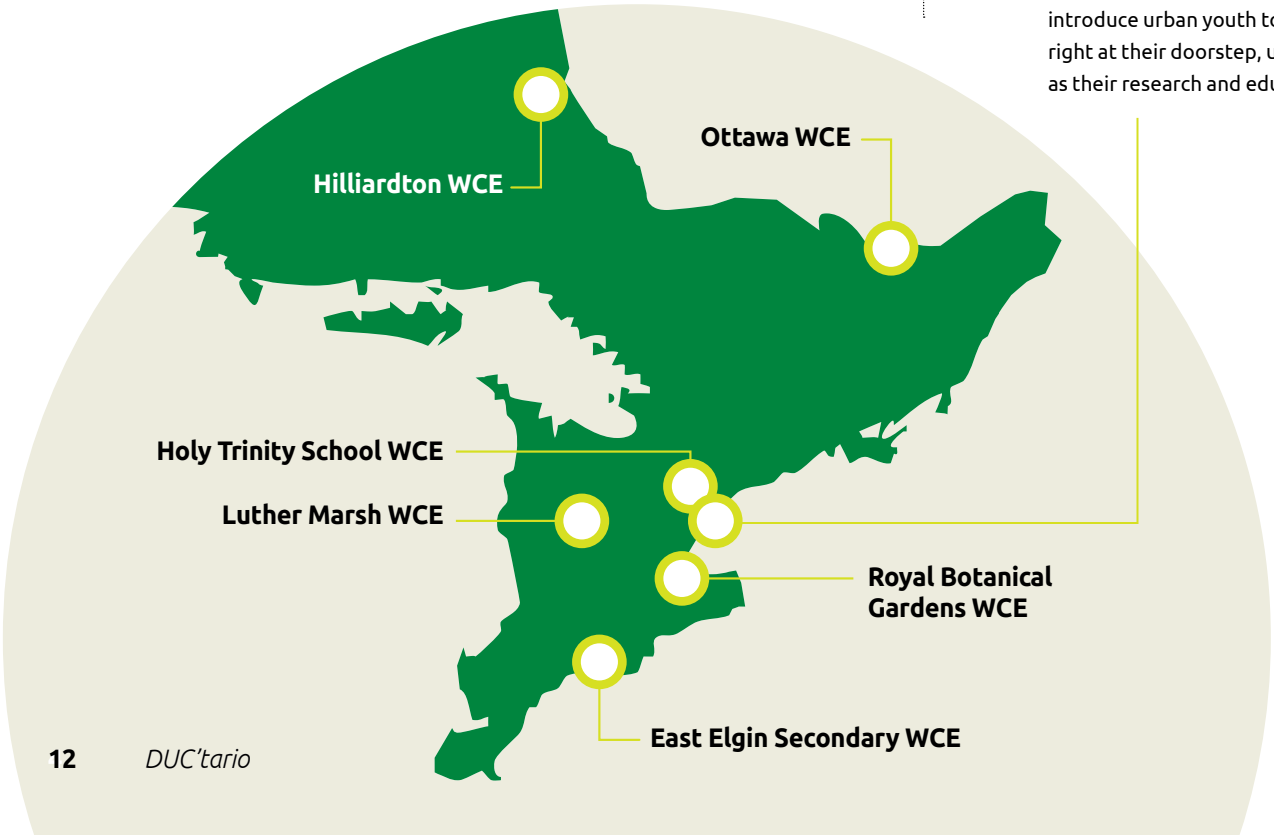 introduce urban youth to
right at their doorstep, u
as their research and edu
Ottawa WCE
Hilliardton WCE
Holy Trinity School WCE
Luther Marsh WCE
Royal Botanical
Gardens WCE
East Elgin Secondary WCE
12 DUC'tario